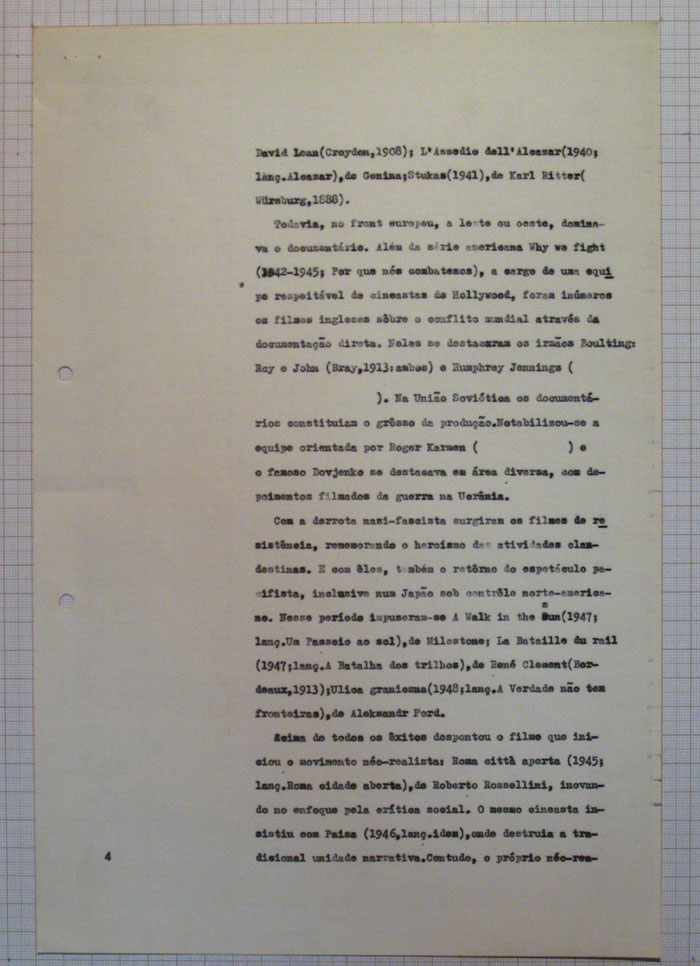 David Lean(Croydon,1908); L'Assedio dell'Alcazar(1940;
lanç.Alcazar),de Genina;Stukas(1941),de Karl Ritter(
Würzburg,1888).
Todavia, no front europeu, a leste ou oeste, domina-
va o documentário. Além da série americana Why we fight
(1942-1945; Por que nós combatemos), a cargo de uma equi
pe respeitável de cineastas de Hollywood, foram inúmeros
os filmes ingleses sôbre o conflito mundial através da
documentação direta. Neles se destacaram os irmãos Boulting:
Roy e John (Bray,1913:ambos) e Humphrey Jennings (
). Na União Soviética os documentá-
rios constituiam o grôsso da produção.Notabilizou-se a
equipe orientada por Roger Karmen ( ) e
o famoso Dovjenko se destacava em área diversa, com de-
poimentos filmados da guerra na Ucrânia.
Com a derrota nazi-fascista surgiram os filmes de re
sistência, rememorando o heroismo das atividades clan-
destinas. E com êles, também o retôrno do espetáculo pa-
cifista, inclusive num Japão sob contrôle norte-america-
no. Nesse período impuseram-se A Walk in the Sun(1947;
lanç.Um Passeio ao sol),de Milestone; La Bataille du rail
(1947;lanç.A Batalha dos trilhos),de René Clement(Bor-
deaux,1913);Ulica graniczna(1948;lanç.A Verdade não tem
fronteiras),de Aleksandr Ford.
Acima de todos os êxitos despontou o filme que ini-
ciou o movimento néo-realista: Roma città aperta (1945;
lanç.Roma cidade aberta),de Roberto Rossellini, inovan-
do no enfoque pela crítica social. O mesmo cineasta in-
sistiu com Paisa (1946,lanç.idem),onde destruia a tra-
dicional unidade narrativa.Contudo, o próprio néo-rea-
4